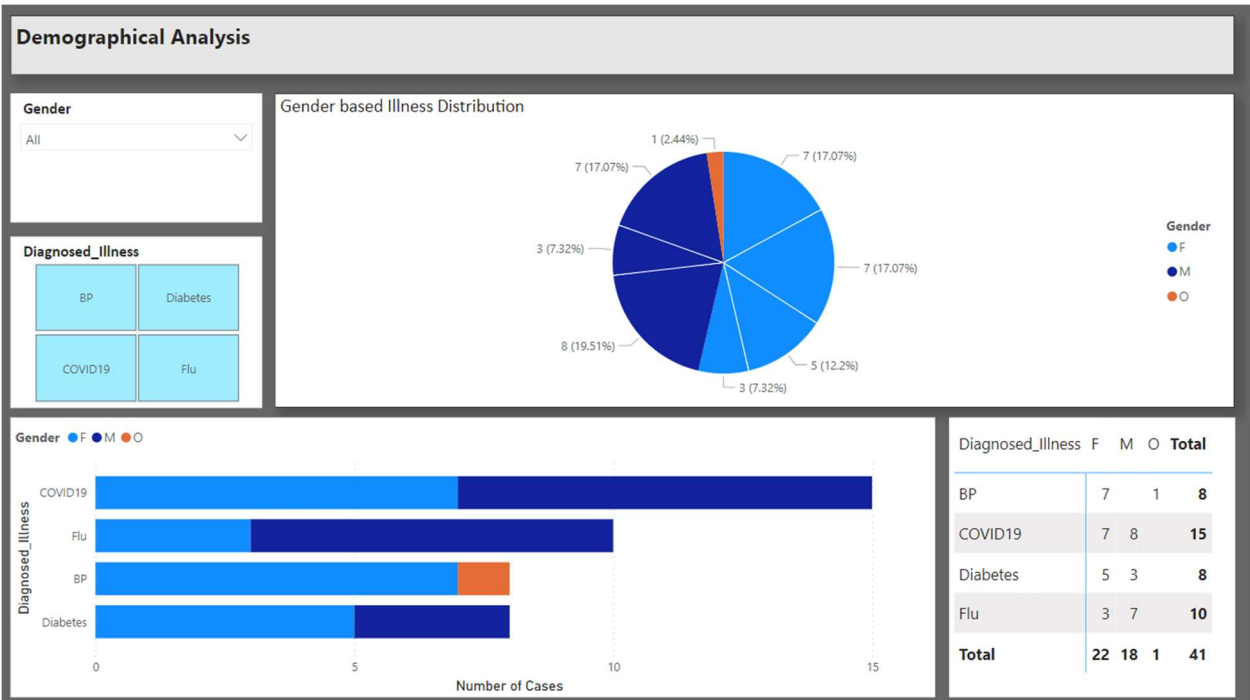 Demographical Analysis
Gender
All
Diagnosed_Illness
BP
Diabetes
COVID19
Flu
Gender based Illness Distribution
1 (2.44%)
7 (17.07%)
7 (17.07%)
3 (7.32%)
7 (17.07%)
8 (19.51%)
5 (12.2%)
3 (7.32%)
Gender
F
M
O
Gender F M O
Diagnosed_Illness
COVID19
Flu
BP
Diabetes
0 5 10 15
Number of Cases
Diagnosed_Illness F M O Total
BP 7 1 8
COVID19 7 8 15
Diabetes 5 3 8
Flu 3 7 10
Total 22 18 1 41